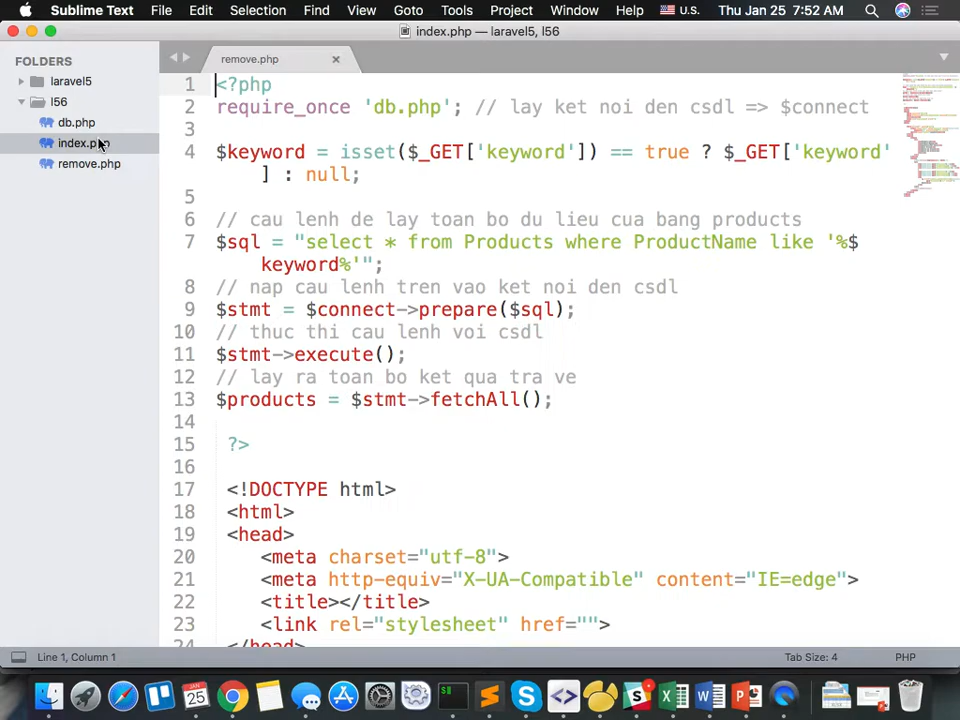 Sublime Text File Edit Selection Find View Goto Tools Project Window Help U.S. Thu Jan 25 7:52 AM
index.php — laravel5, l56
FOLDERS
laravel5
l56
db.php
index.php
remove.php
remove.php
1 <?php
2 require_once 'db.php'; // lay ket noi den csdl => $connect
3
4 $keyword = isset($_GET['keyword']) == true ? $_GET['keyword'
] : null;
5
6 // cau lenh de lay toan bo du lieu cua bang products
7 $sql = "select * from Products where ProductName like '%$
keyword%'";
8 // nap cau lenh tren vao ket noi den csdl
9 $stmt = $connect->prepare($sql);
10 // thuc thi cau lenh voi csdl
11 $stmt->execute();
12 // lay ra toan bo ket qua tra ve
13 $products = $stmt->fetchAll();
14
15 ?>
16
17 <!DOCTYPE html>
18 <html>
19 <head>
20 <meta charset="utf-8">
21 <meta http-equiv="X-UA-Compatible" content="IE=edge">
22 <title></title>
23 <link rel="stylesheet" href="">
24 </head>
Line 1, Column 1 Tab Size: 4 PHP
JAN
25